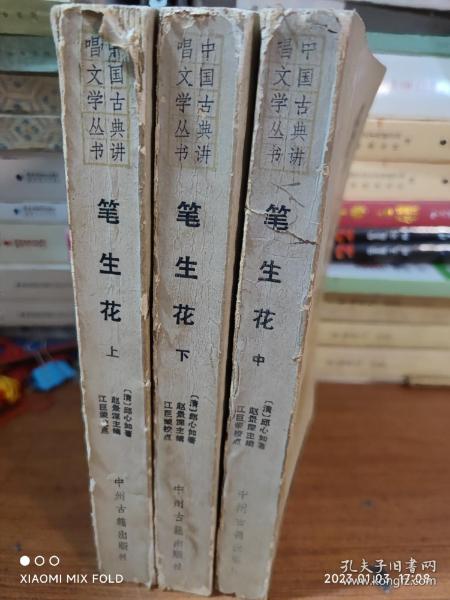 中国古典讲
唱文学丛书
笔生花 上
〔清〕邱心如著
赵景深主编
江巨荣校点
中州古籍出版社
中国古典讲
唱文学丛书
笔生花 下
〔清〕邱心如著
赵景深主编
江巨荣校点
中州古籍出版社
中国古典讲
唱文学丛书
笔生花 中
〔清〕邱心如著
赵景深主编
江巨荣校点
中州古籍出版社
XIAOMI MIX FOLD
2023.01.03 17:08
孔夫子旧书网